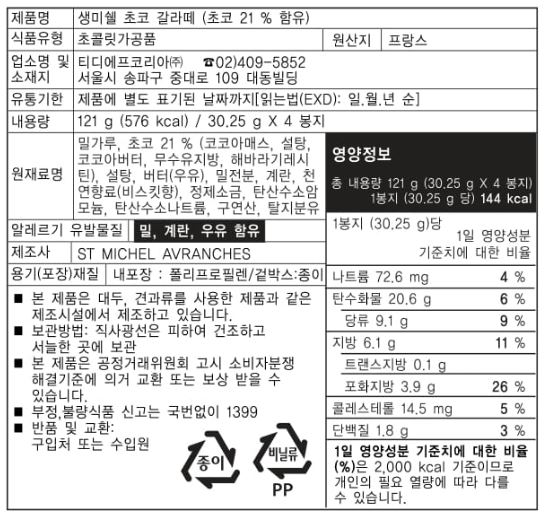 제품명 생미쉘 초코 갈라떼 (초코 21 % 함유)
식품유형 초콜릿가공품 원산지 프랑스
업소명 및 소재지 티디에프코리아㈜ ☎02)409-5852
서울시 송파구 중대로 109 대동빌딩
유통기한 제품에 별도 표기된 날짜까지[읽는법(EXD): 일.월.년 순]
내용량 121 g (576 kcal) / 30.25 g X 4 봉지
원재료명 밀가루, 초코 21 % (코코아매스, 설탕,
코코아버터, 무수유지방, 해바라기레시
틴), 설탕, 버터(우유), 밀전분, 계란, 천
연향료(비스킷향), 정제소금, 탄산수소암
모늄, 탄산수소나트륨, 구연산, 탈지분유
알레르기 유발물질 밀, 계란, 우유 함유
제조사 ST MICHEL AVRANCHES
용기(포장)재질 내포장 : 폴리프로필렌/겉박스:종이
■ 본 제품은 대두, 견과류를 사용한 제품과 같은
제조시설에서 제조하고 있습니다.
■ 보관방법: 직사광선은 피하여 건조하고
서늘한 곳에 보관
■ 본 제품은 공정거래위원회 고시 소비자분쟁
해결기준에 의거 교환 또는 보상 받을 수
있습니다.
■ 부정,불량식품 신고는 국번없이 1399
■ 반품 및 교환:
구입처 또는 수입원
종이
비닐류
PP
영양정보
총 내용량 121 g (30.25 g X 4 봉지)
1봉지 (30.25 g 당) 144 kcal
1봉지 (30.25 g)당
1일 영양성분
기준치에 대한 비율
나트륨 72.6 mg 4 %
탄수화물 20.6 g 6 %
당류 9.1 g 9 %
지방 6.1 g 11 %
트랜스지방 0.1 g
포화지방 3.9 g 26 %
콜레스테롤 14.5 mg 5 %
단백질 1.8 g 3 %
1일 영양성분 기준치에 대한 비율
(%)은 2,000 kcal 기준이므로
개인의 필요 열량에 따라 다를
수 있습니다.